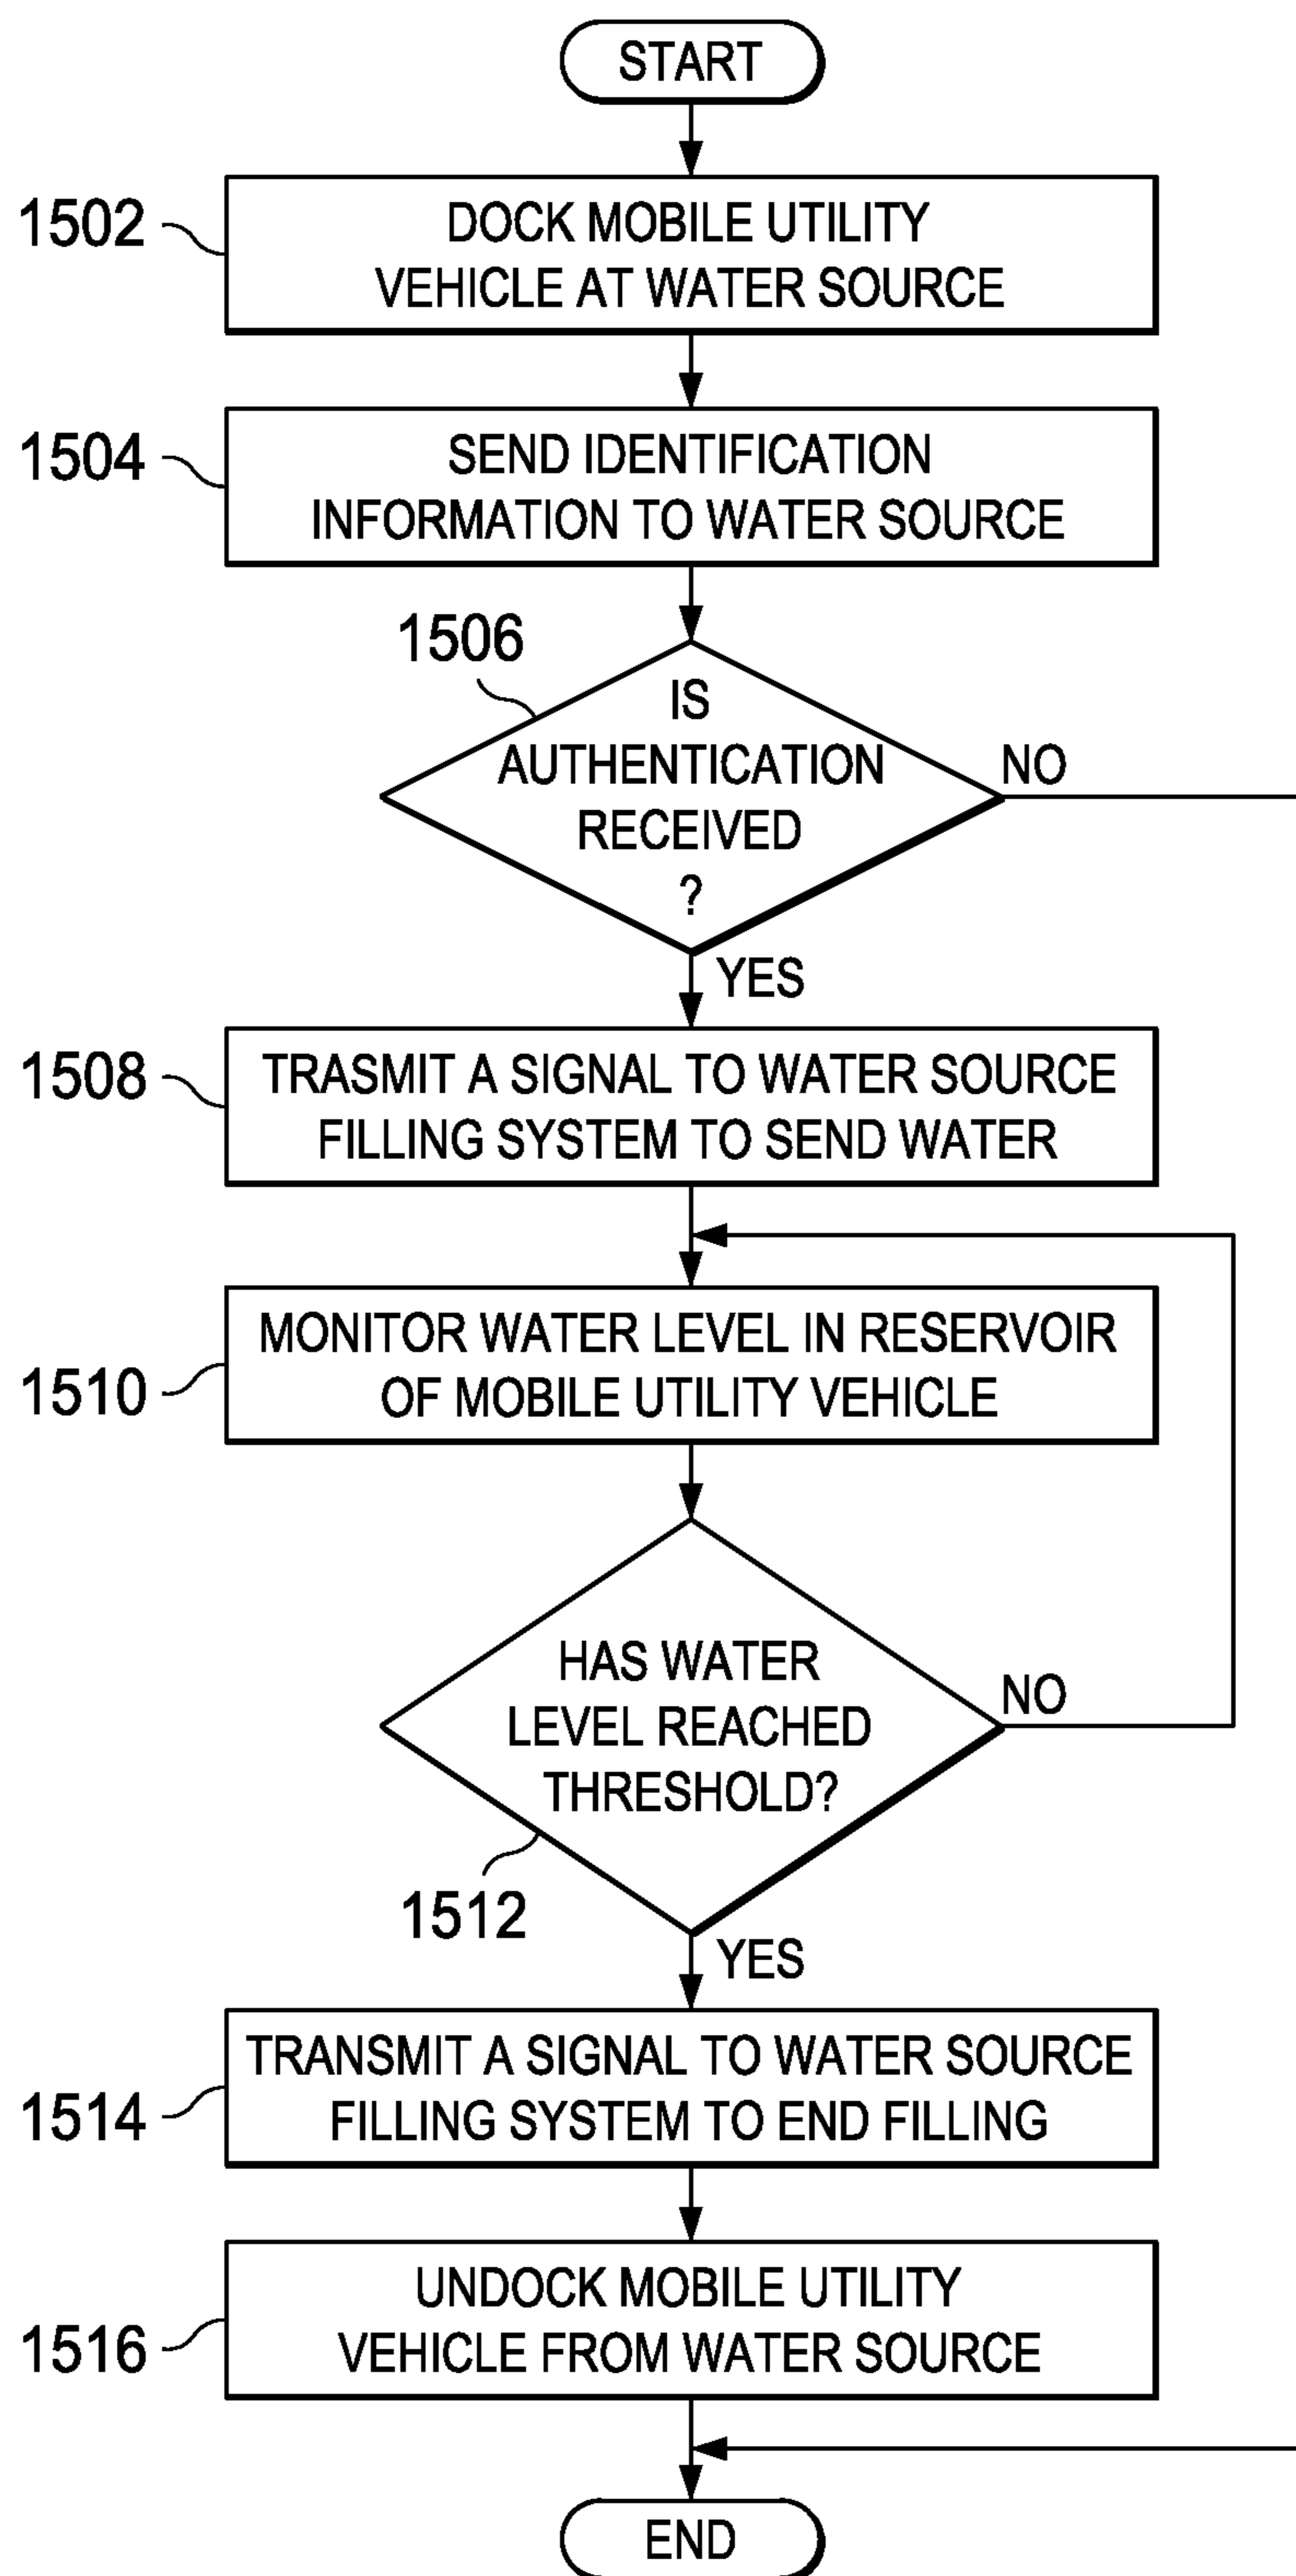 START
1502
DOCK MOBILE UTILITY
VEHICLE AT WATER SOURCE
1504
SEND IDENTIFICATION
INFORMATION TO WATER SOURCE
1506
IS
AUTHENTICATION
RECEIVED
?
NO
YES
1508
TRASMIT A SIGNAL TO WATER SOURCE
FILLING SYSTEM TO SEND WATER
1510
MONITOR WATER LEVEL IN RESERVOIR
OF MOBILE UTILITY VEHICLE
HAS WATER
LEVEL REACHED
THRESHOLD?
NO
1512
YES
1514
TRANSMIT A SIGNAL TO WATER SOURCE
FILLING SYSTEM TO END FILLING
1516
UNDOCK MOBILE UTILITY
VEHICLE FROM WATER SOURCE
END